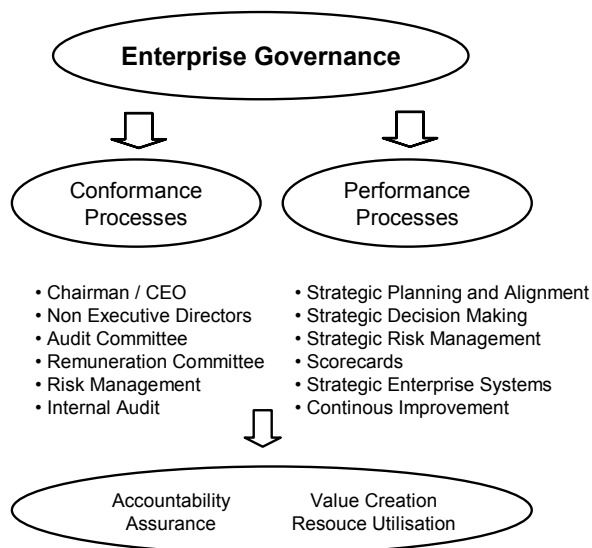 Enterprise Governance
Conformance
Processes
Performance
Processes
• Chairman / CEO
• Non Executive Directors
• Audit Committee
• Remuneration Committee
• Risk Management
• Internal Audit
• Strategic Planning and Alignment
• Strategic Decision Making
• Strategic Risk Management
• Scorecards
• Strategic Enterprise Systems
• Continous Improvement
Accountability
Assurance
Value Creation
Resouce Utilisation